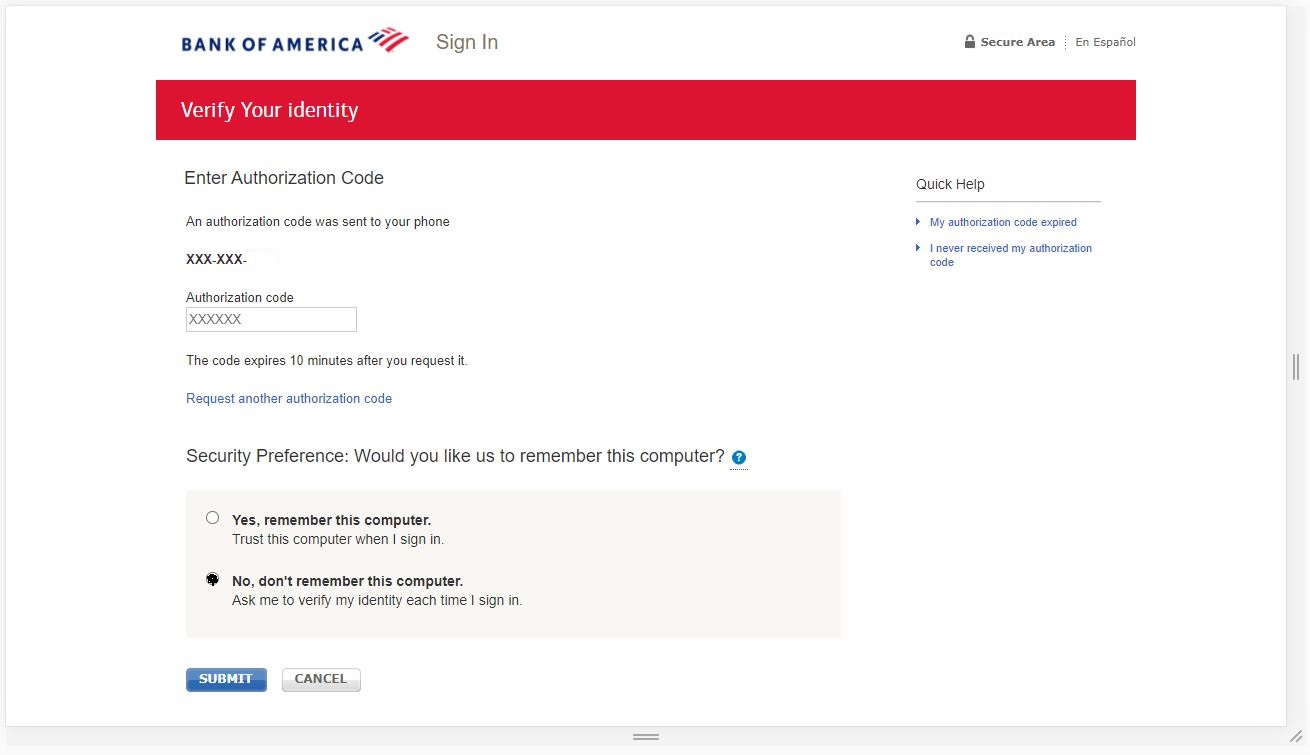 BANK OF AMERICA
Sign In
Secure Area
En Español
Verify Your identity
Enter Authorization Code
An authorization code was sent to your phone
XXX-XXX-
Authorization code
XXXXXX
The code expires 10 minutes after you request it.
Request another authorization code
Quick Help
My authorization code expired
I never received my authorization
code
Security Preference: Would you like us to remember this computer? ?
Yes, remember this computer.
Trust this computer when I sign in.
No, don't remember this computer.
Ask me to verify my identity each time I sign in.
SUBMIT
CANCEL